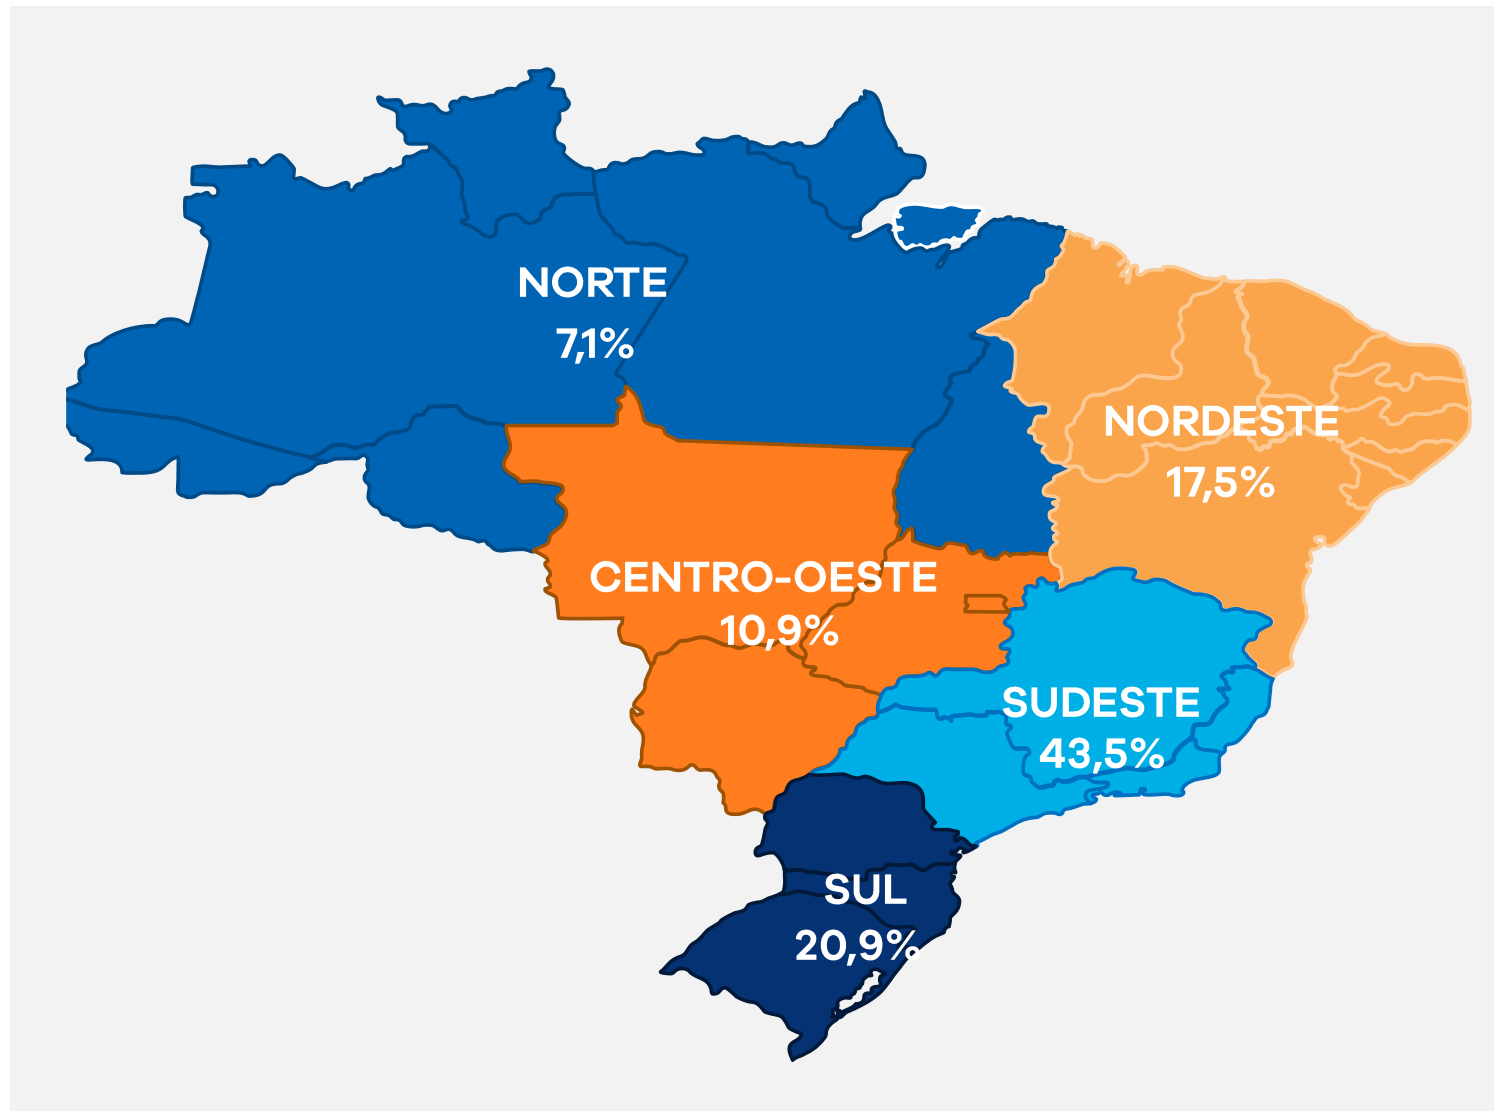 NORTE
7,1%
NORDESTE
17,5%
CENTRO-OESTE
10,9%
SUDESTE
43,5%
SUL
20,9%